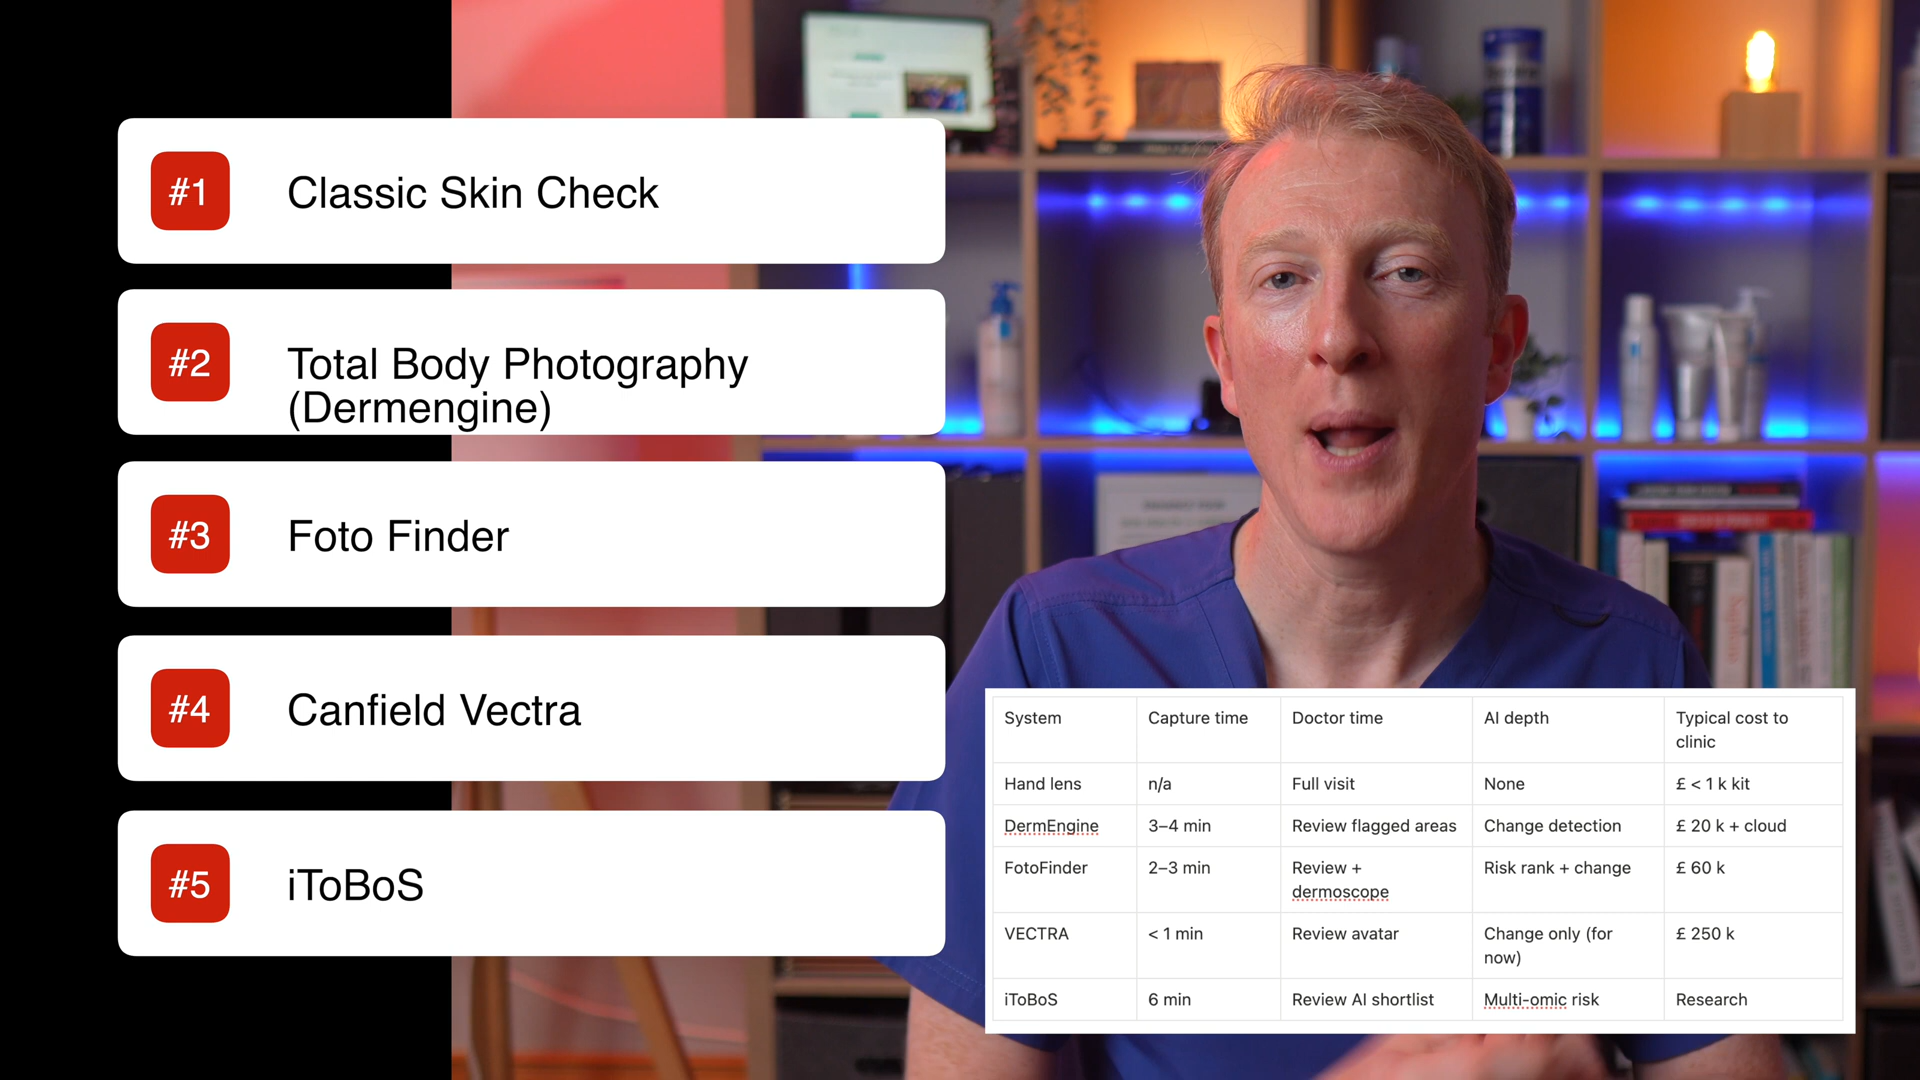 #1
Classic Skin Check
#2
Total Body Photography
(Dermengine)
#3
Foto Finder
#4
Canfield Vectra
#5
iToBoS
System Capture time Doctor time AI depth Typical cost to
clinic
Hand lens n/a Full visit None £ < 1 k kit
DermEngine 3–4 min Review flagged areas Change detection £ 20 k + cloud
FotoFinder 2–3 min Review + Risk rank + change £ 60 k
dermoscope
VECTRA < 1 min Review avatar Change only (for £ 250 k
now)
iToBoS 6 min Review AI shortlist Multi-omic risk Research